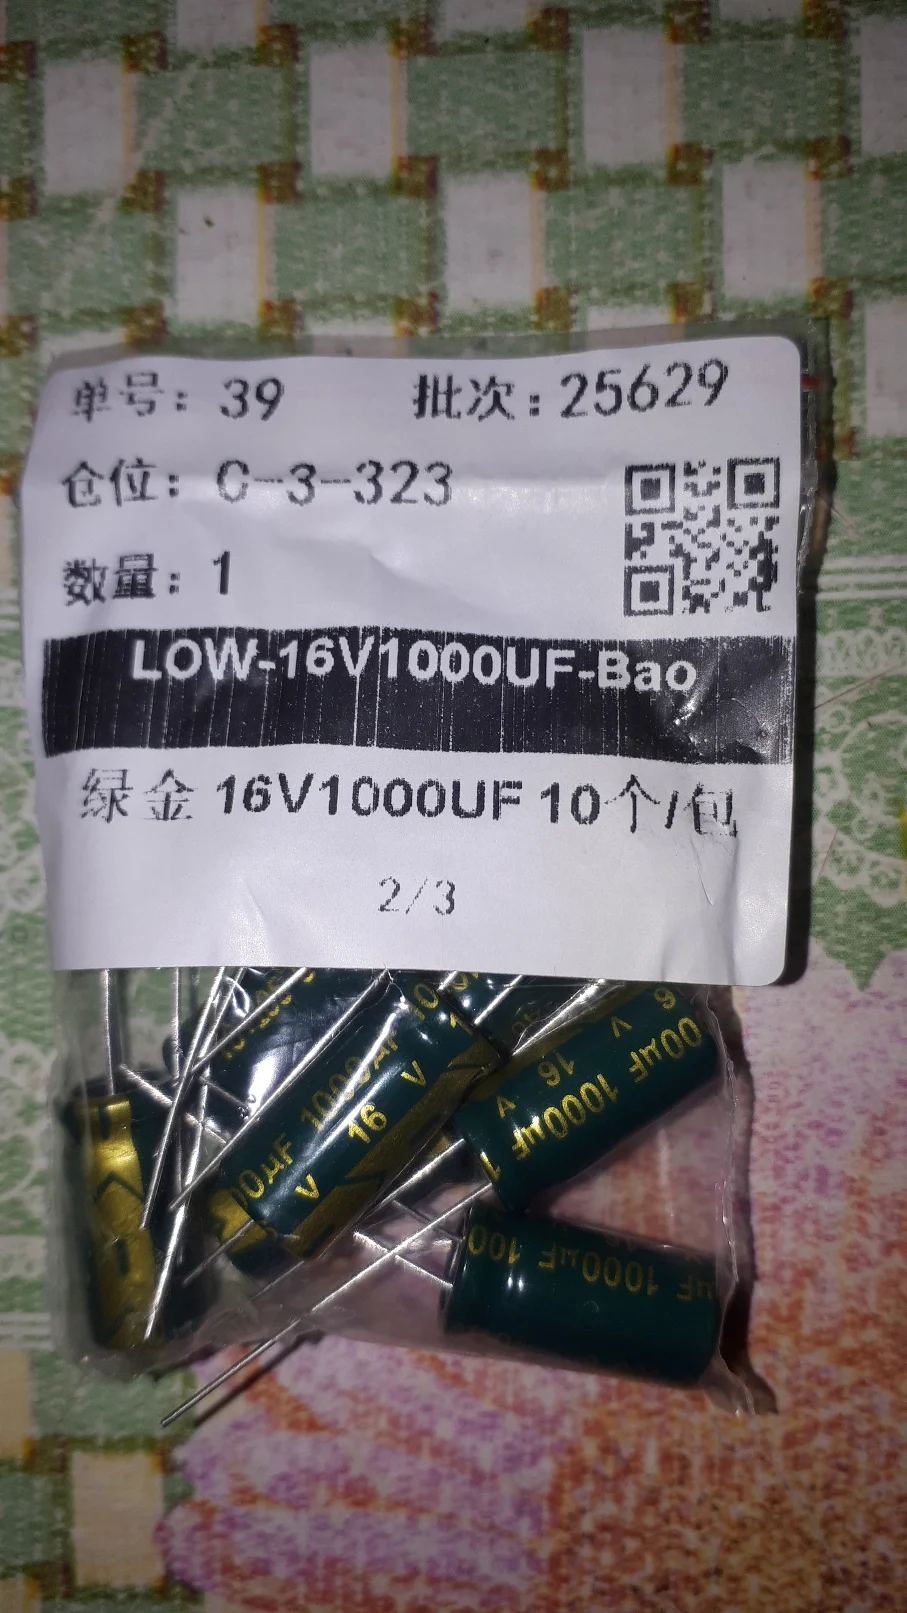 单号: 39 批次: 25629
仓位: C-3-323
数量: 1
LOW-16V1000UF-Bao
绿金 16V1000UF 10个/包
2/3
1000µF
16 V
V
16 V
V
1000µF
1000µF